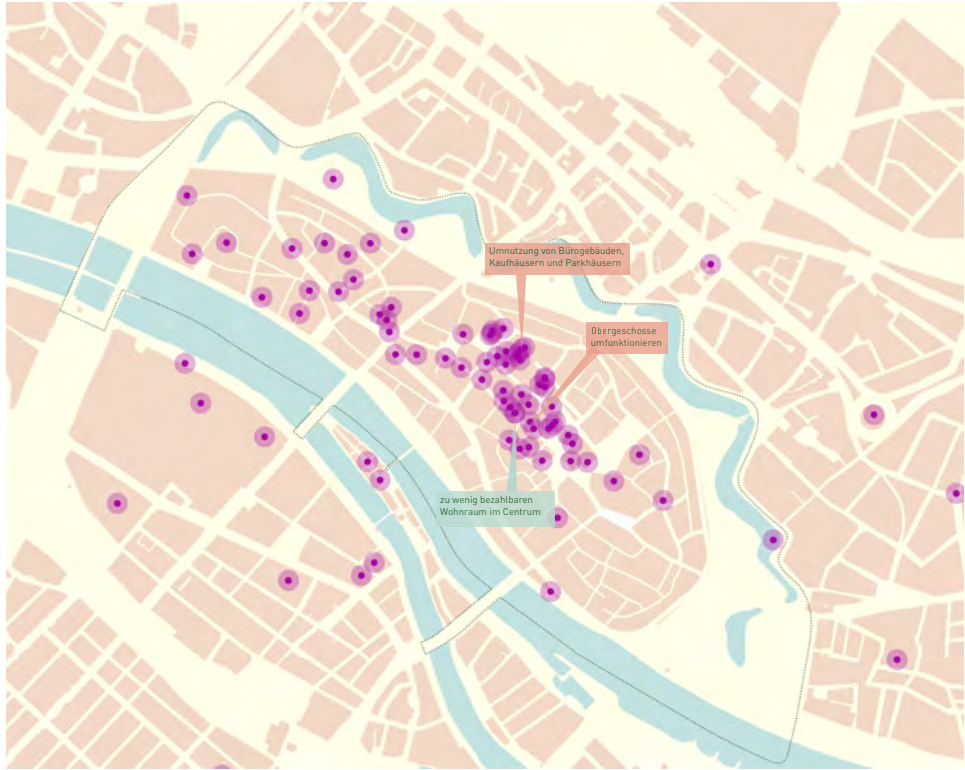 Umnutzung von Bürogebäuden,
Kaufhäusern und Parkhäusern
Obergeschosse
umfunktionieren
zu wenig bezahlbaren
Wohnraum im Centrum